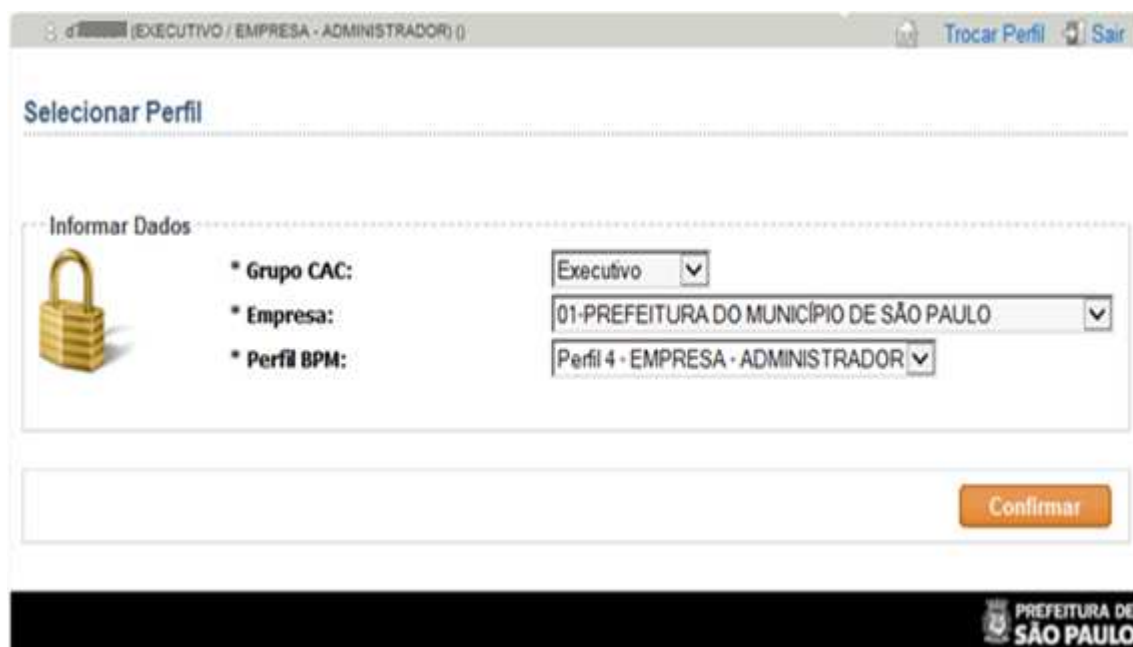 (EXECUTIVO / EMPRESA - ADMINISTRADOR) () Trocar Perfil Sair
Selecionar Perfil
Informar Dados
* Grupo CAC: Executivo
* Empresa: 01-PREFEITURA DO MUNICÍPIO DE SÃO PAULO
* Perfil BPM: Perfil 4 - EMPRESA - ADMINISTRADOR
Confirmar
PREFEITURA DE
SÃO PAULO